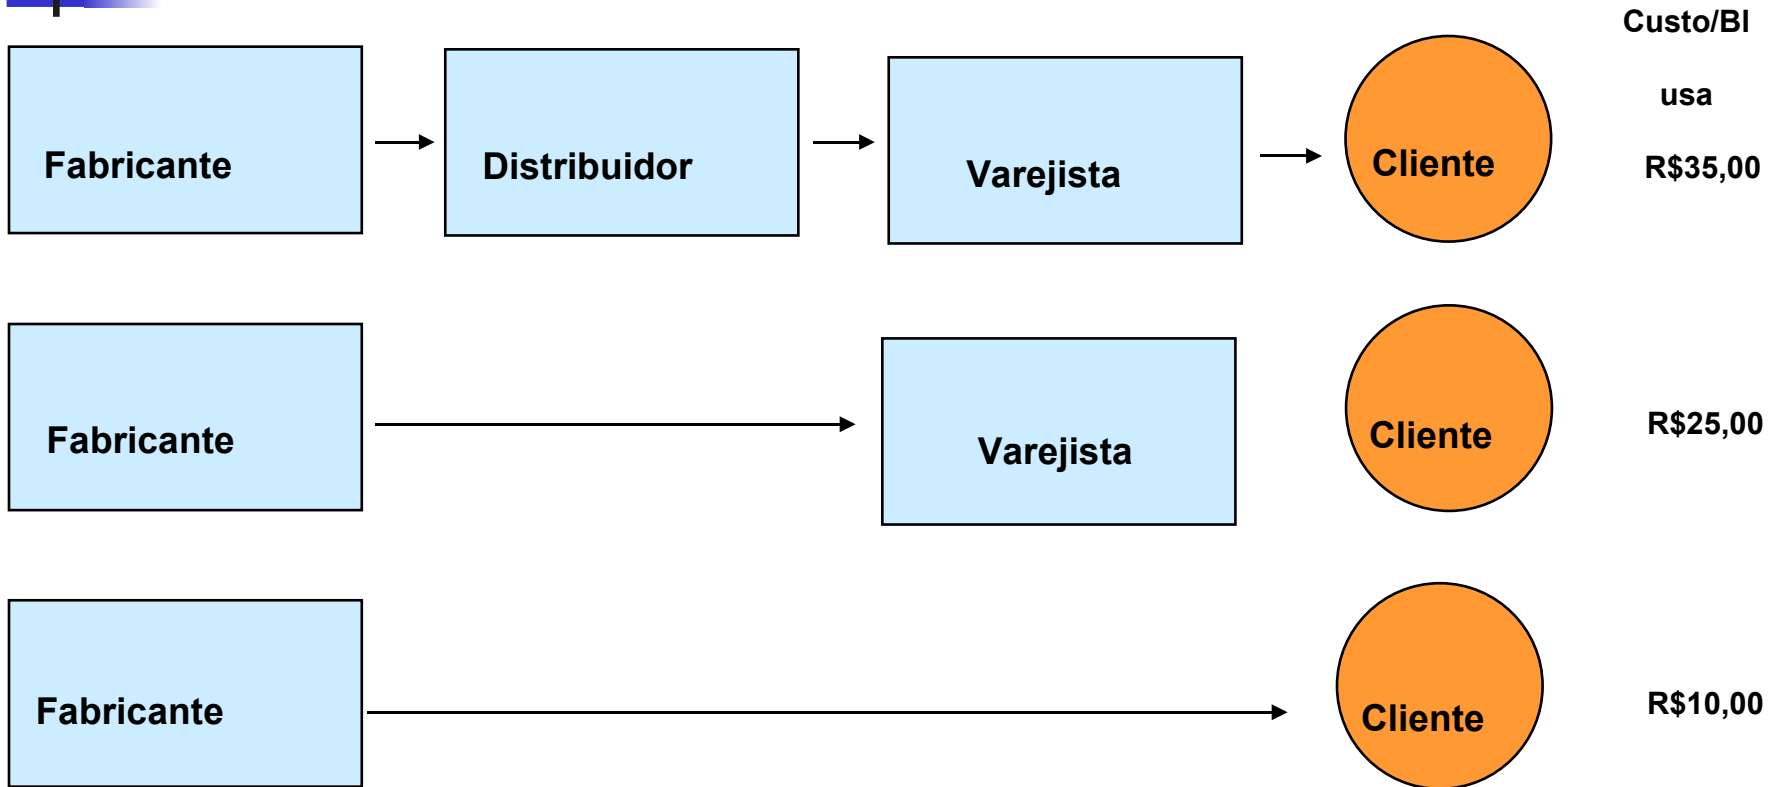 Custo/Bl
usa
Fabricante
Distribuidor
Varejista
Cliente
R$35,00
Fabricante
Varejista
Cliente
R$25,00
Fabricante
Cliente
R$10,00